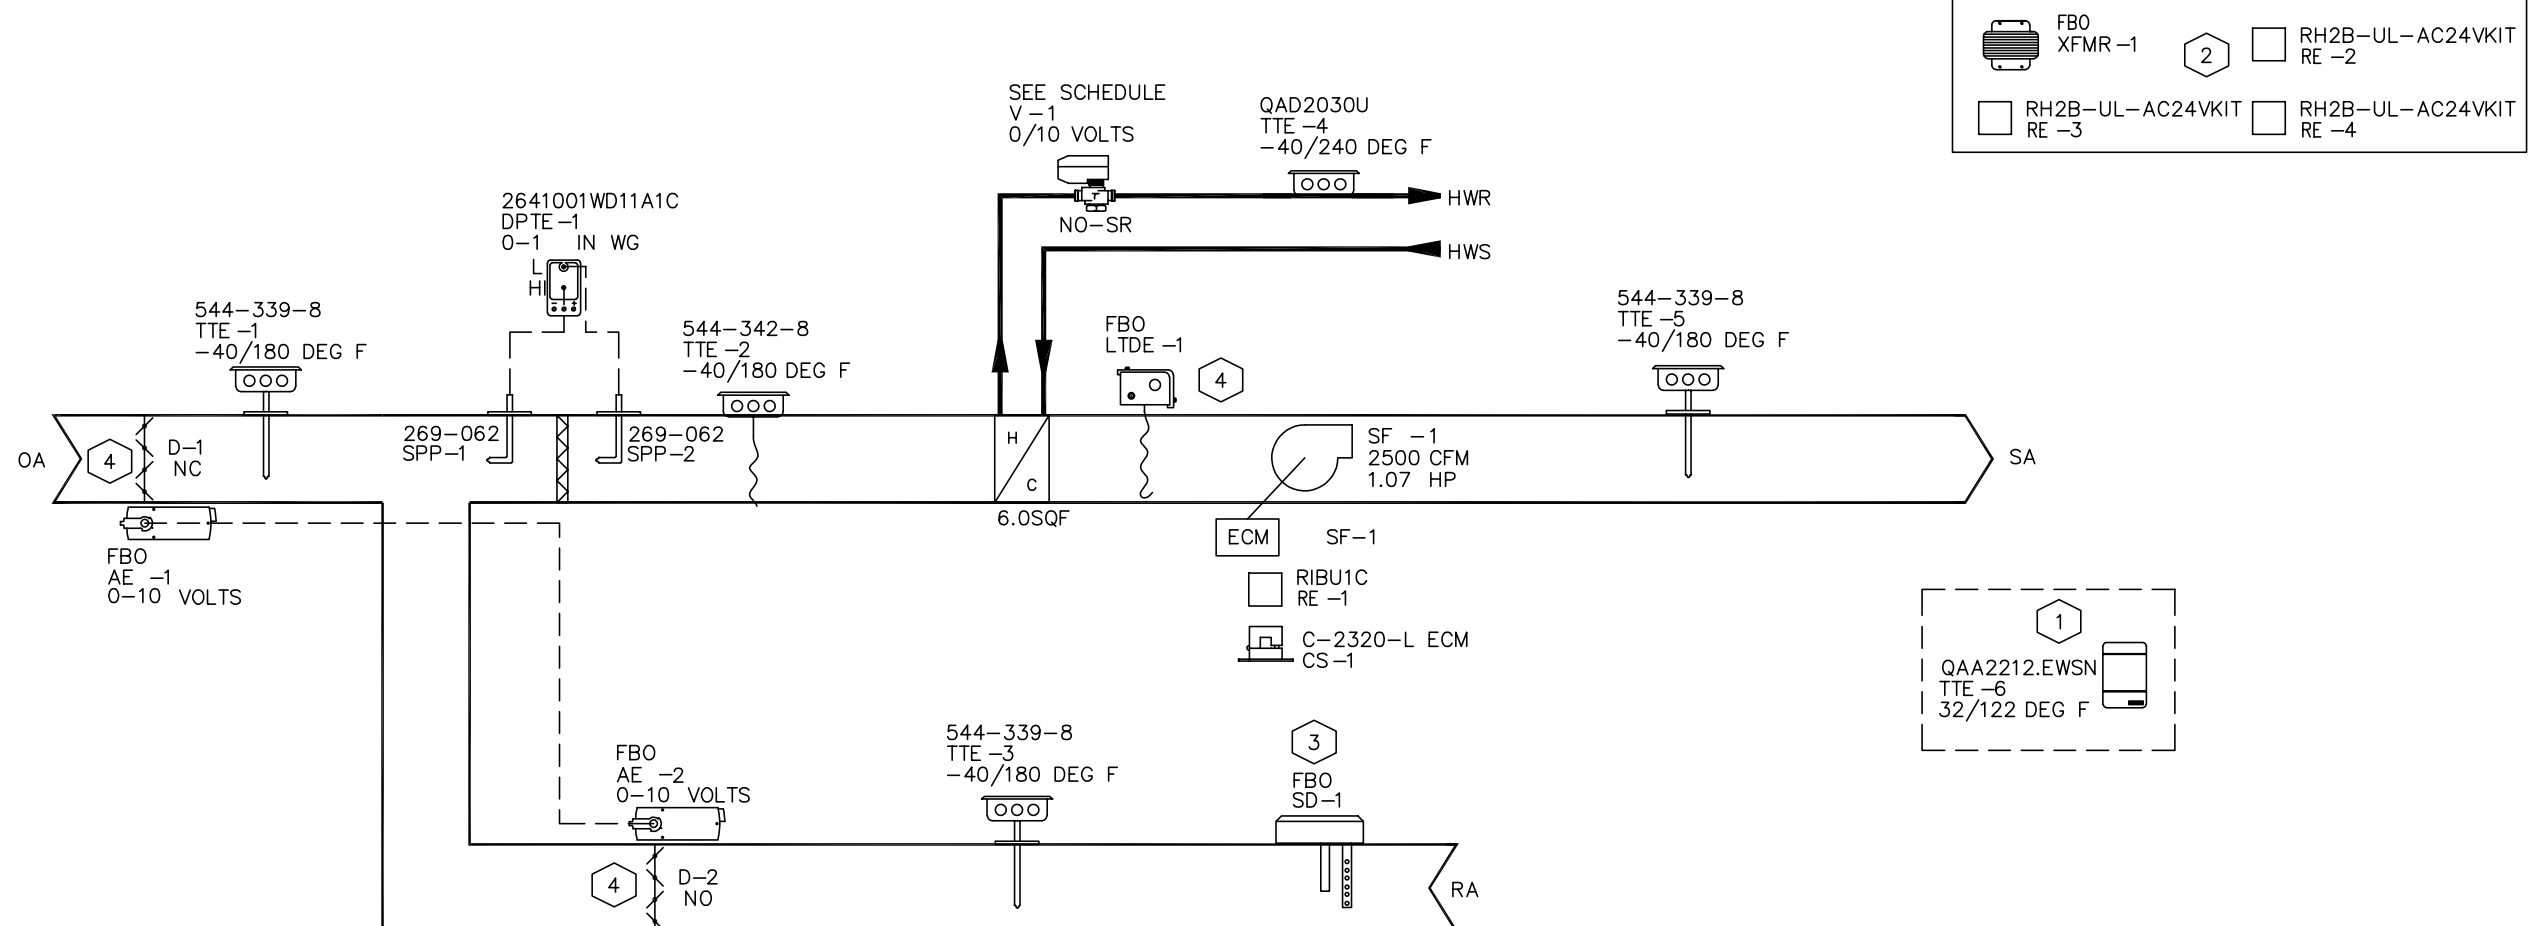 FBO
XFMR-1
2
RH2B-UL-AC24VKIT
RE-2
RH2B-UL-AC24VKIT
RE-3
RH2B-UL-AC24VKIT
RE-4
SEE SCHEDULE
V-1
0/10 VOLTS
NO-SR
QAD2030U
TTE-4
-40/240 DEG F
HWR
HWS
2641001WD11A1C
DPTE-1
0-1 IN WG
L
HI
544-339-8
TTE-1
-40/180 DEG F
544-342-8
TTE-2
-40/180 DEG F
FBO
LTDE-1
4
544-339-8
TTE-5
-40/180 DEG F
OA
4
D-1
NC
269-062
SPP-1
269-062
SPP-2
H
C
6.0SQF
SF-1
2500 CFM
1.07 HP
SA
FBO
AE-1
0-10 VOLTS
ECM
SF-1
RIBU1C
RE-1
C-2320-L ECM
CS-1
1
QAA2212.EWSN
TTE-6
32/122 DEG F
FBO
AE-2
0-10 VOLTS
544-339-8
TTE-3
-40/180 DEG F
3
FBO
SD-1
4
D-2
NO
RA